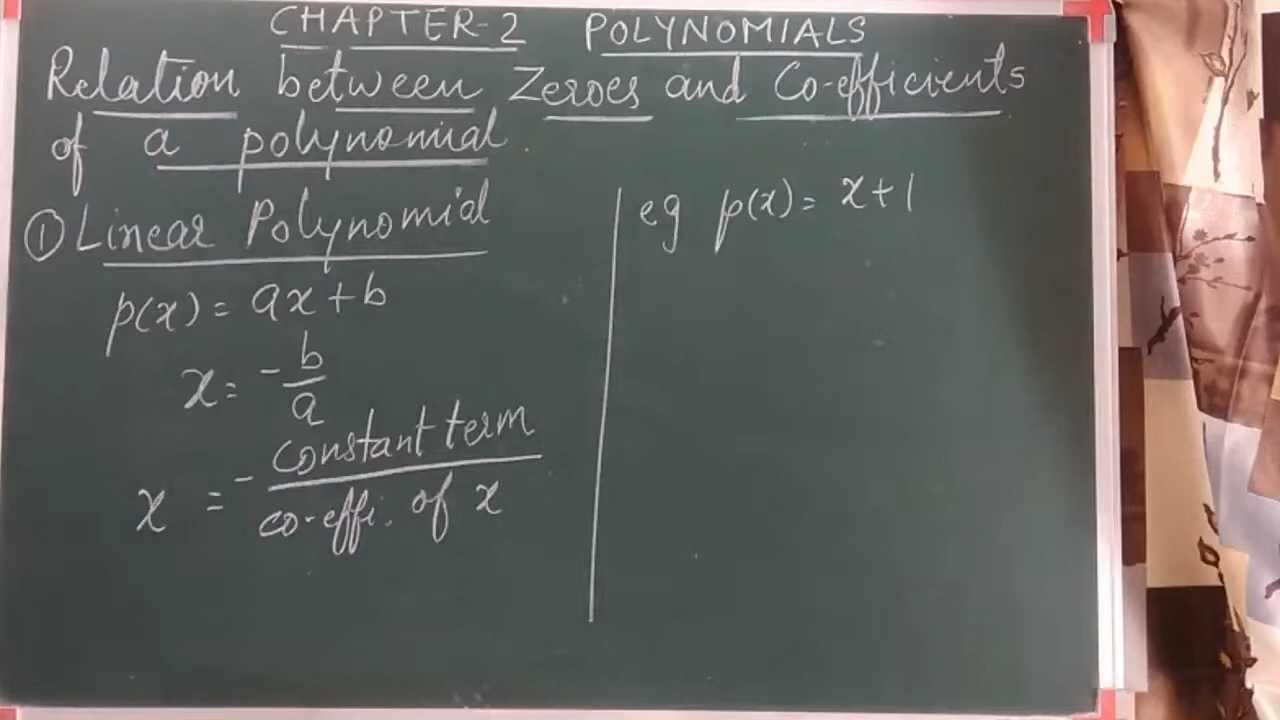 CHAPTER-2 POLYNOMIALS
Relation between Zeroes and Co-efficients
of a polynomial.
① Linear Polynomial
p(x) = ax + b
x = - b/a
x = - constant term / co-effi. of x
eg p(x) = x + 1